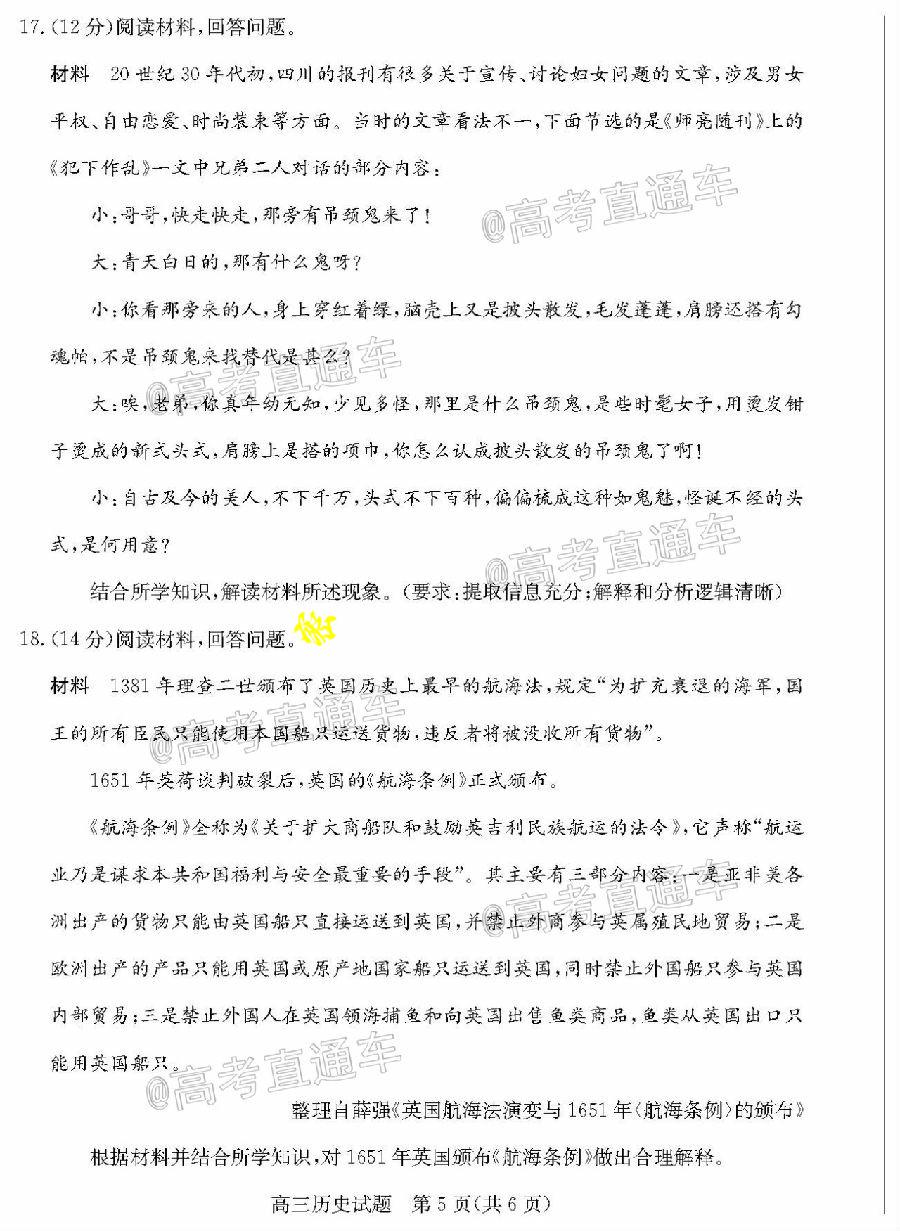 17.(12分)阅读材料,回答问题。
材料 20世纪30年代初,四川的报刊有很多关于宣传、讨论妇女问题的文章,涉及男女
平权、自由恋爱、时尚装束等方面。当时的文章看法不一,下面节选的是《师亮随刊》上的
《犯下作乱》一文中兄弟二人对话的部分内容:
小:哥哥,快走快走,那旁有吊颈鬼来了!
@高考直通车
大:青天白日的,那有什么鬼呀?
小:你看那旁来的人,身上穿红着绿,脑壳上又是披头散发,毛发蓬蓬,肩膀还搭有勾
魂帕,不是吊颈鬼来找替代是甚么?
@高考直通车
大:唉,老弟,你真年幼无知,少见多怪,那里是什么吊颈鬼,是些时髦女子,用烫发钳
子烫成的新式头式,肩膀上是搭的项巾,你怎么认成披头散发的吊颈鬼了啊!
小:自古及今的美人,不下千万,头式不下百种,偏偏梳成这种如鬼魅,怪诞不经的头
式,是何用意?
@高考直通车
结合所学知识,解读材料所述现象。(要求:提取信息充分;解释和分析逻辑清晰)
18.(14分)阅读材料,回答问题。
密
材料 1381年理查二世颁布了英国历史上最早的航海法,规定“为扩充衰退的海军,国
王的所有臣民只能使用本国船只运送货物,违反者将被没收所有货物”。
@高考直通车
1651年英荷谈判破裂后,英国的《航海条例》正式颁布。
《航海条例》全称为《关于扩大商船队和鼓励英吉利民族航运的法令》,它声称“航运
业乃是谋求本共和国福利与安全最重要的手段”。其主要有三部分内容:一是亚非美各
@高考直通车
洲出产的货物只能由英国船只直接运送到英国,并禁止外商参与英属殖民地贸易;二是
欧洲出产的产品只能用英国或原产地国家船只运送到英国,同时禁止外国船只参与英国
内部贸易;三是禁止外国人在英国领海捕鱼和向英国出售鱼类商品,鱼类从英国出口只
能用英国船只。
@高考直通车
整理自薛强《英国航海法演变与1651年〈航海条例〉的颁布》
根据材料并结合所学知识,对1651年英国颁布《航海条例》做出合理解释。
高三历史试题 第5页(共6页)